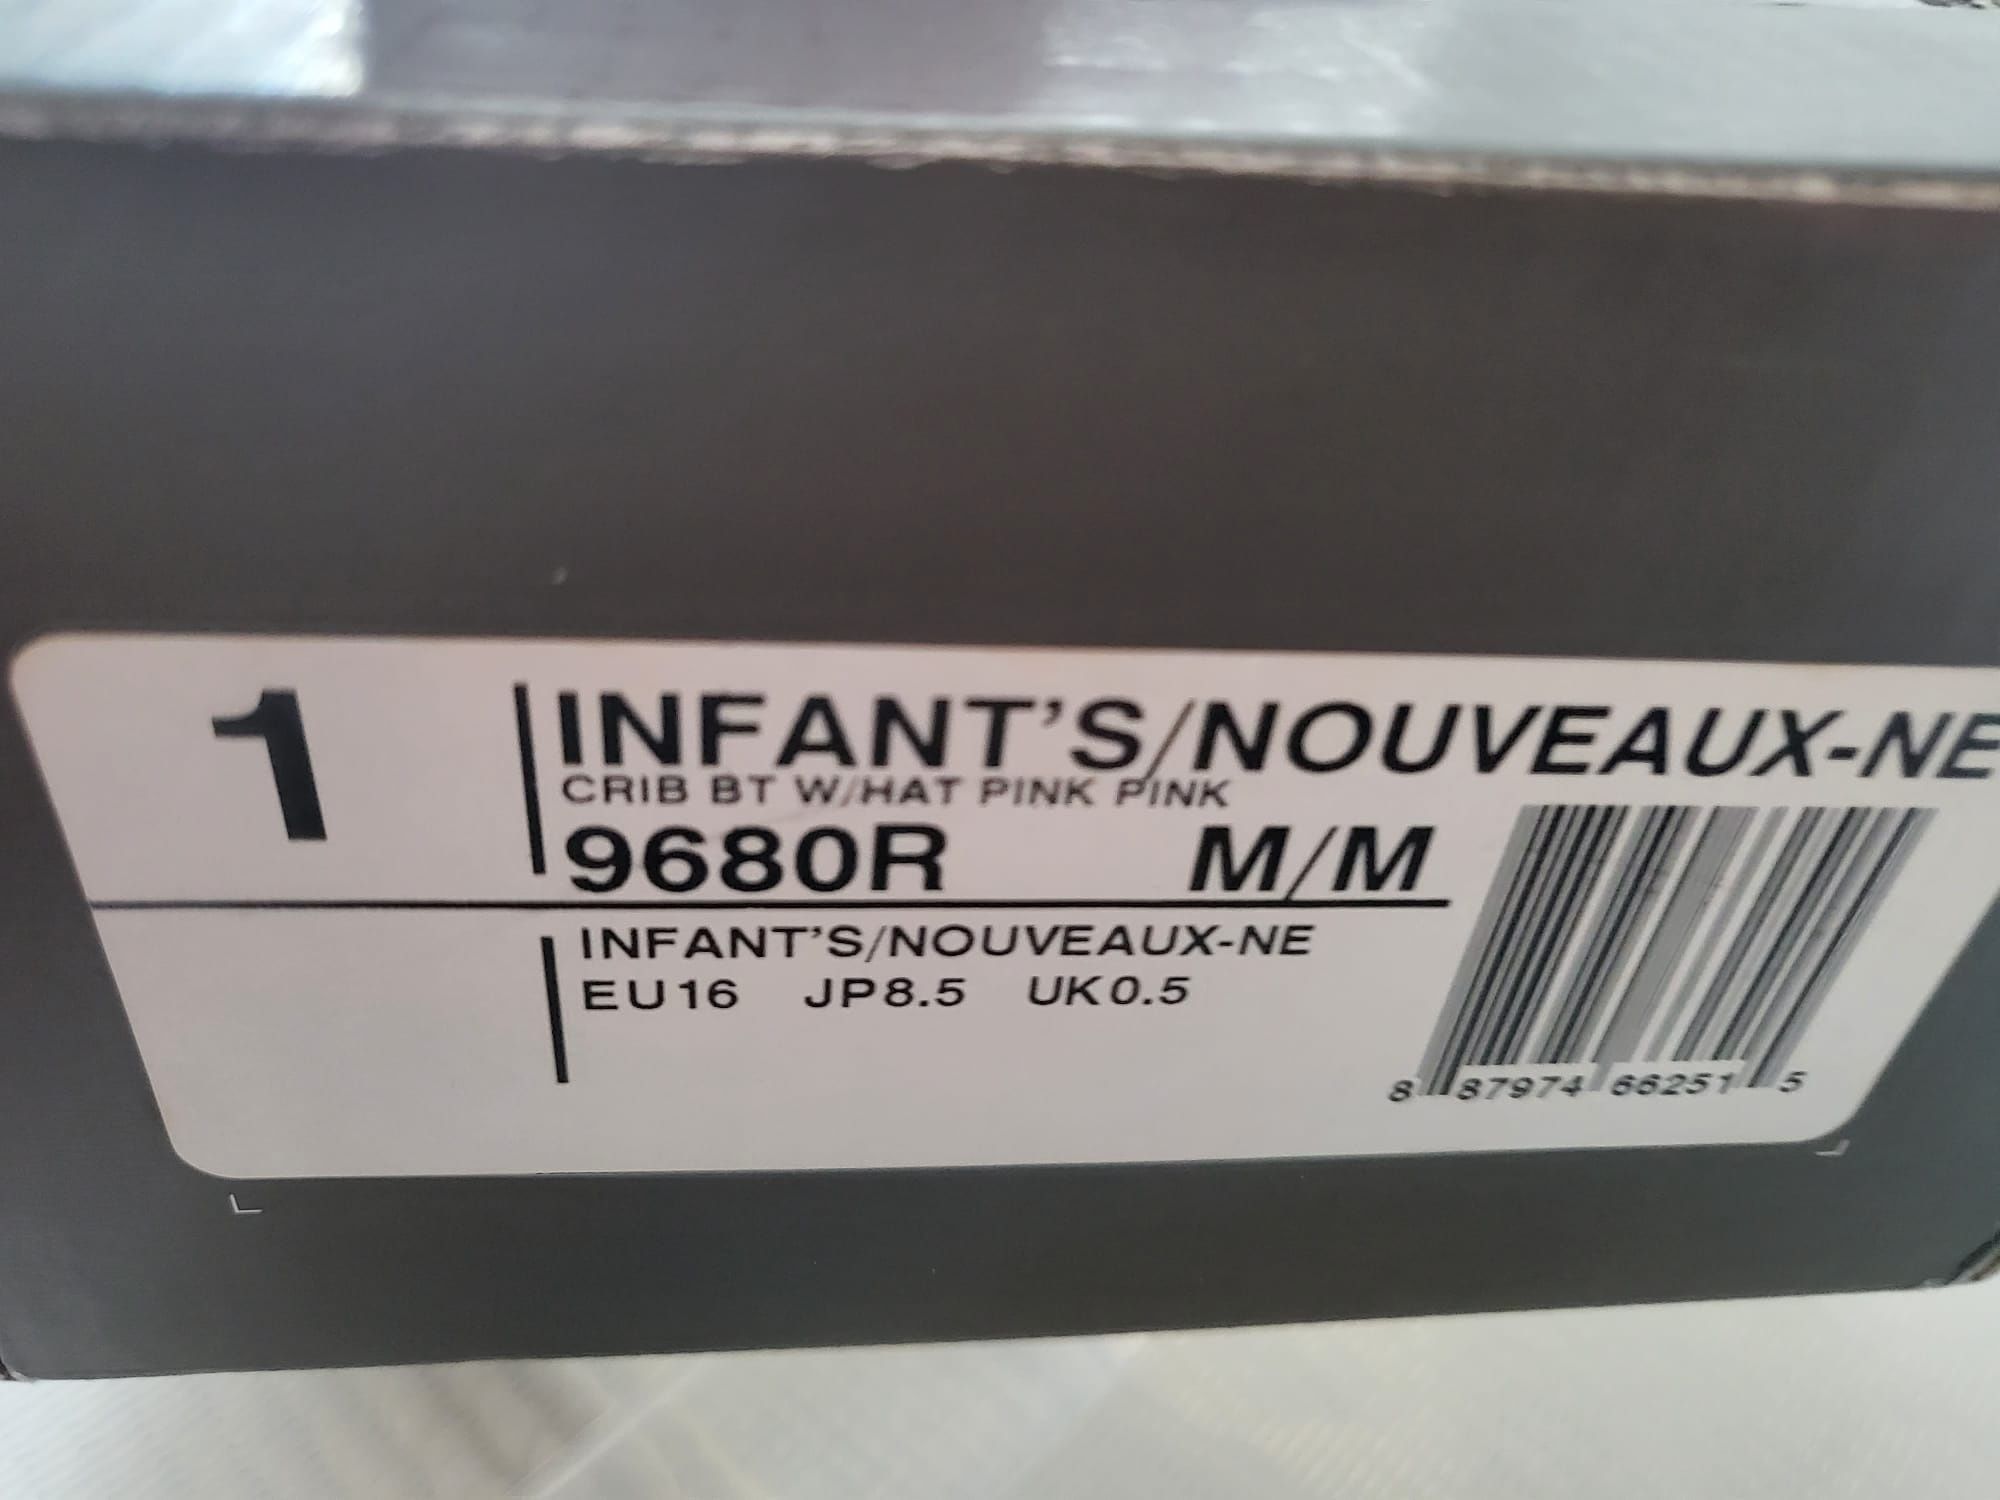 1
INFANT'S/NOUVEAUX-NE
CRIB BT W/HAT PINK PINK
9680R M/M
INFANT'S/NOUVEAUX-NE
EU16 JP8.5 UK0.5
8 87974 66251 5